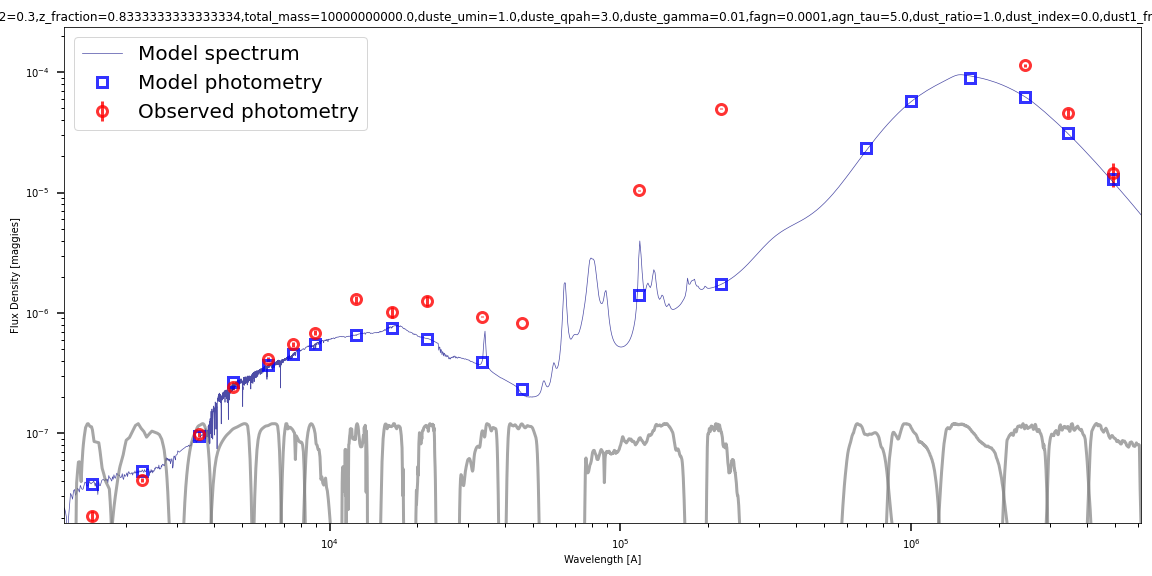 2=0.3,z_fraction=0.8333333333333334,total_mass=10000000000.0,duste_umin=1.0,duste_qpah=3.0,duste_gamma=0.01,fagn=0.0001,agn_tau=5.0,dust_ratio=1.0,dust_index=0.0,dust1_fr
Model spectrum
Model photometry
Observed photometry
Flux Density [maggies]
10⁻⁴
10⁻⁵
10⁻⁶
10⁻⁷
10⁴ 10⁵ 10⁶
Wavelength [A]